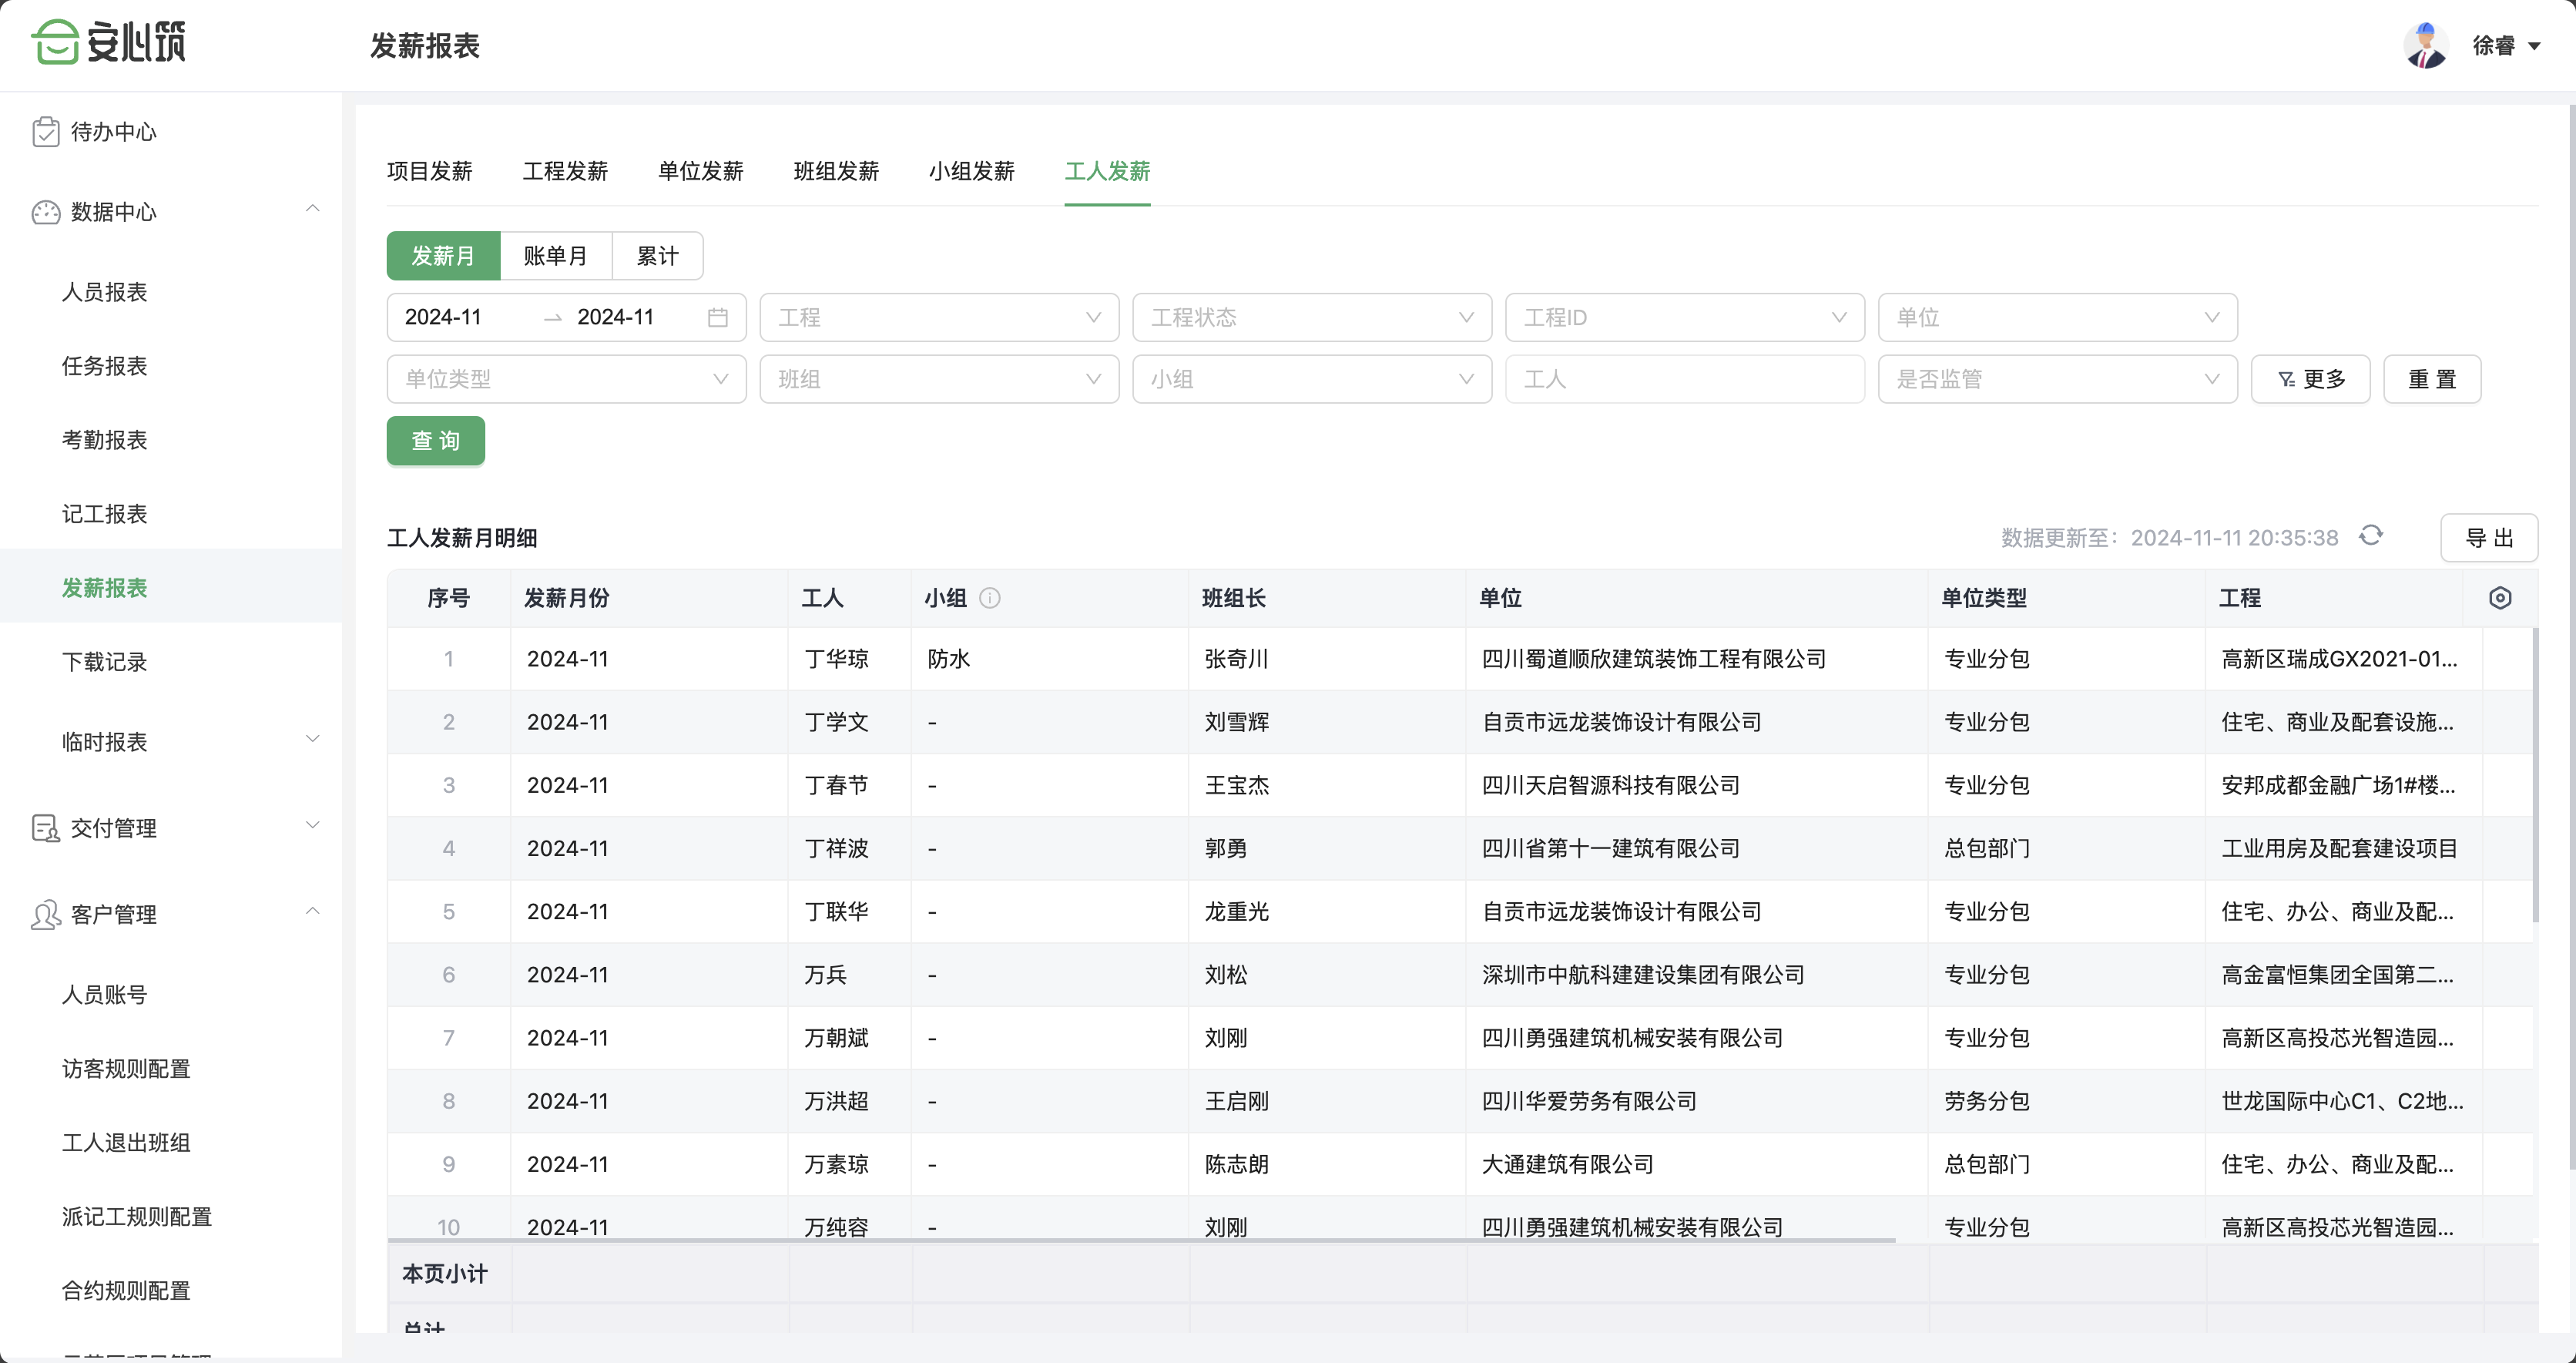 安心筑
发薪报表
徐睿
待办中心
数据中心
人员报表
任务报表
考勤报表
记工报表
发薪报表
下载记录
临时报表
交付管理
客户管理
人员账号
访客规则配置
工人退出班组
派记工规则配置
合约规则配置
项目发薪 工程发薪 单位发薪 班组发薪 小组发薪 工人发薪
发薪月 账单月 累计
2024-11 → 2024-11 工程 工程状态 工程ID 单位
单位类型 班组 小组 工人 是否监管 更多 重置
查询
工人发薪月明细 数据更新至：2024-11-11 20:35:38 导出
序号 发薪月份 工人 小组 班组长 单位 单位类型 工程
1 2024-11 丁华琼 防水 张奇川 四川蜀道顺欣建筑装饰工程有限公司 专业分包 高新区瑞成GX2021-01...
2 2024-11 丁学文 - 刘雪辉 自贡市远龙装饰设计有限公司 专业分包 住宅、商业及配套设施...
3 2024-11 丁春节 - 王宝杰 四川天启智源科技有限公司 专业分包 安邦成都金融广场1#楼...
4 2024-11 丁祥波 - 郭勇 四川省第十一建筑有限公司 总包部门 工业用房及配套建设项目
5 2024-11 丁联华 - 龙重光 自贡市远龙装饰设计有限公司 专业分包 住宅、办公、商业及配...
6 2024-11 万兵 - 刘松 深圳市中航科建建设集团有限公司 专业分包 高金富恒集团全国第二...
7 2024-11 万朝斌 - 刘刚 四川勇强建筑机械安装有限公司 专业分包 高新区高投芯光智造园...
8 2024-11 万洪超 - 王启刚 四川华爱劳务有限公司 劳务分包 世龙国际中心C1、C2地...
9 2024-11 万素琼 - 陈志朗 大通建筑有限公司 总包部门 住宅、办公、商业及配...
10 2024-11 万纯容 - 刘刚 四川勇强建筑机械安装有限公司 专业分包 高新区高投芯光智造园...
本页小计
总计